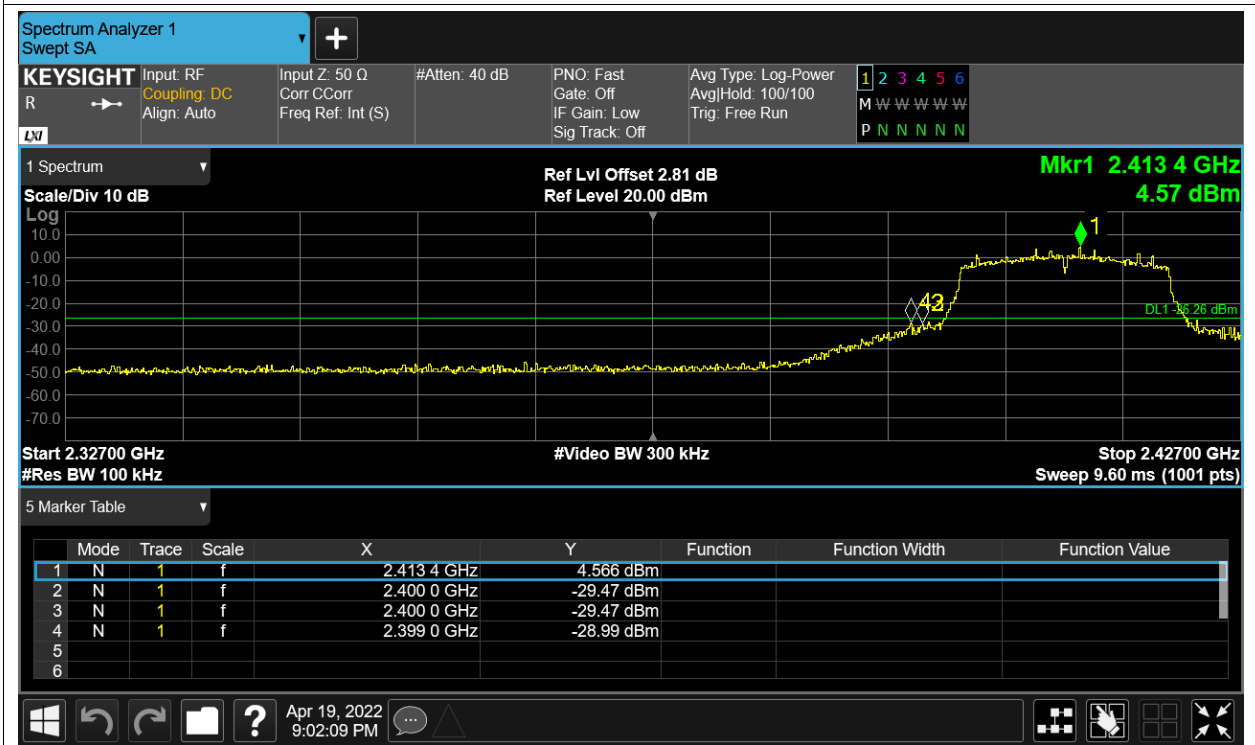 Spectrum Analyzer 1
Swept SA
KEYSIGHT
R
LXI
Input: RF
Coupling: DC
Align: Auto
Input Z: 50 Ω
Corr CCorr
Freq Ref: Int (S)
#Atten: 40 dB
PNO: Fast
Gate: Off
IF Gain: Low
Sig Track: Off
Avg Type: Log-Power
Avg|Hold: 100/100
Trig: Free Run
1 2 3 4 5 6
M W W W W W
P N N N N N
1 Spectrum
Scale/Div 10 dB
Ref Lvl Offset 2.81 dB
Ref Level 20.00 dBm
Mkr1 2.413 4 GHz
4.57 dBm
Log
10.0
0.00
-10.0
-20.0
-30.0
-40.0
-50.0
-60.0
-70.0
1
DL1 -26.26 dBm
Start 2.32700 GHz
#Video BW 300 kHz
Stop 2.42700 GHz
#Res BW 100 kHz
Sweep 9.60 ms (1001 pts)
5 Marker Table
Mode Trace Scale X Y Function Function Width Function Value
1 N 1 f 2.413 4 GHz 4.566 dBm
2 N 1 f 2.400 0 GHz -29.47 dBm
3 N 1 f 2.400 0 GHz -29.47 dBm
4 N 1 f 2.399 0 GHz -28.99 dBm
5
6
?
Apr 19, 2022
9:02:09 PM